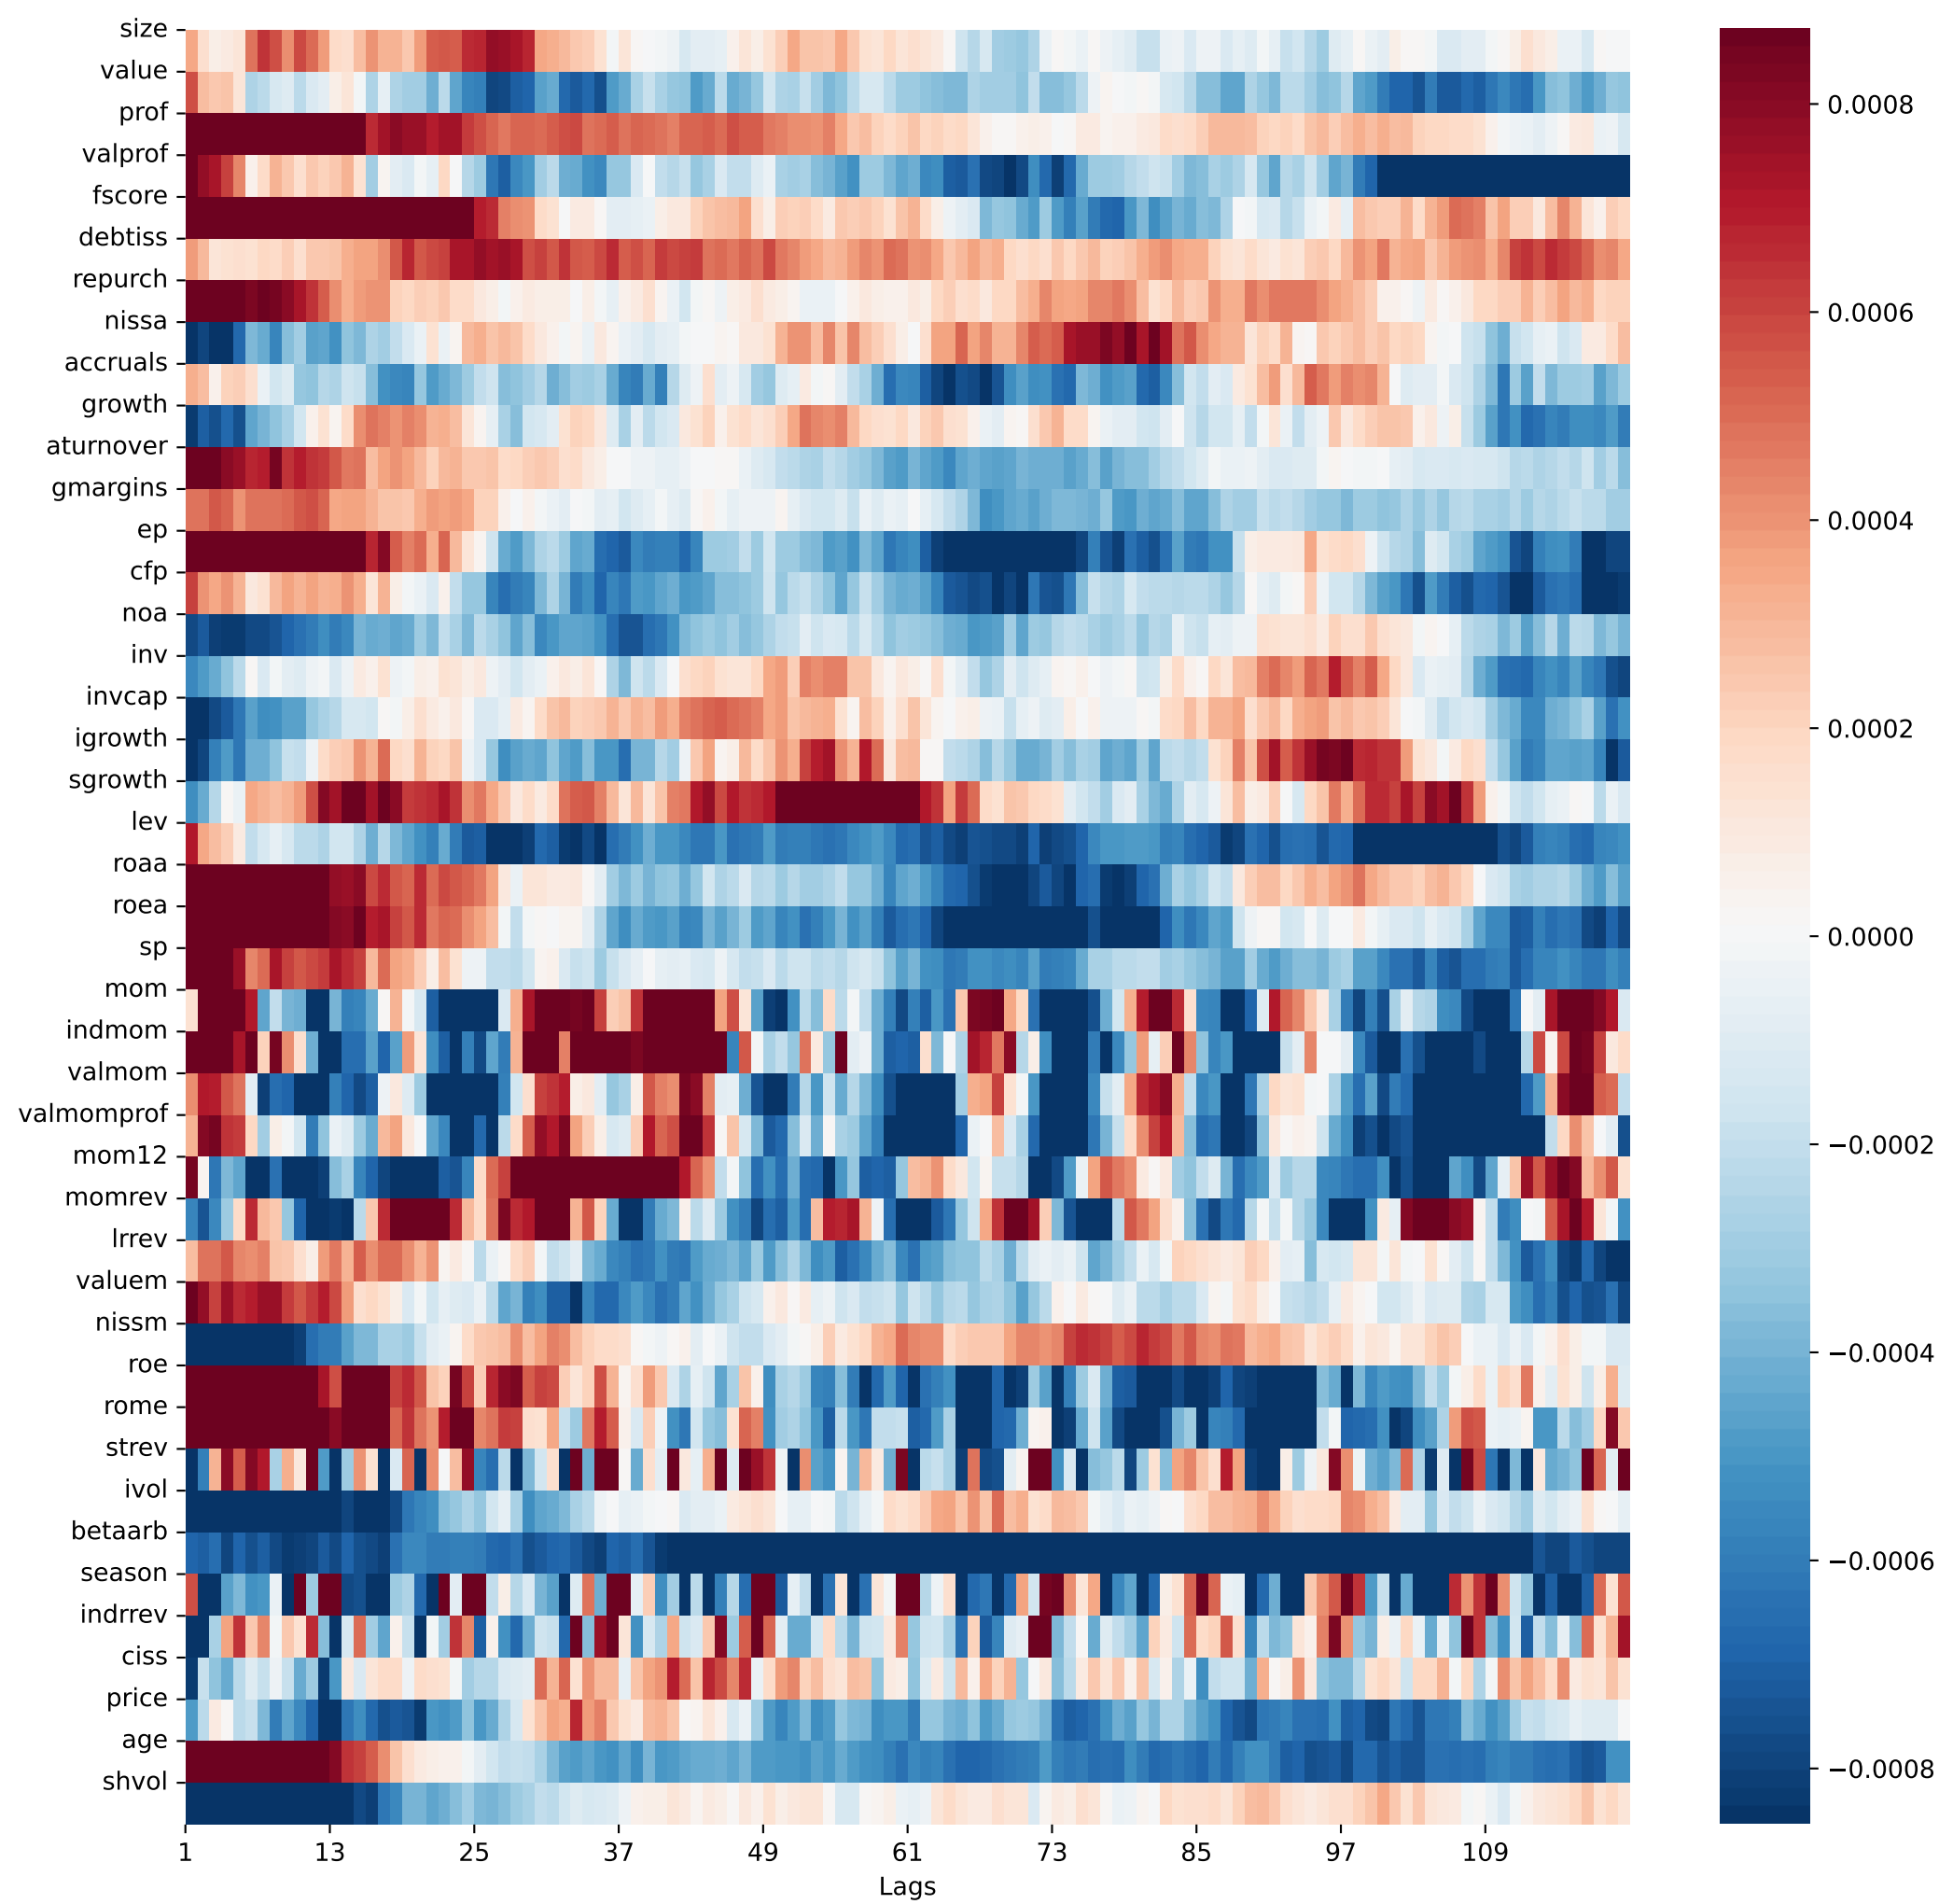 size
value
prof
valprof
fscore
debtiss
repurch
nissa
accruals
growth
aturnover
gmargins
ep
cfp
noa
inv
invcap
igrowth
sgrowth
lev
roaa
roea
sp
mom
indmom
valmom
valmomprof
mom12
momrev
lrrev
valuem
nissm
roe
rome
strev
ivol
betaarb
season
indrrev
ciss
price
age
shvol
1 13 25 37 49 61 73 85 97 109
Lags
0.0008
0.0006
0.0004
0.0002
0.0000
−0.0002
−0.0004
−0.0006
−0.0008